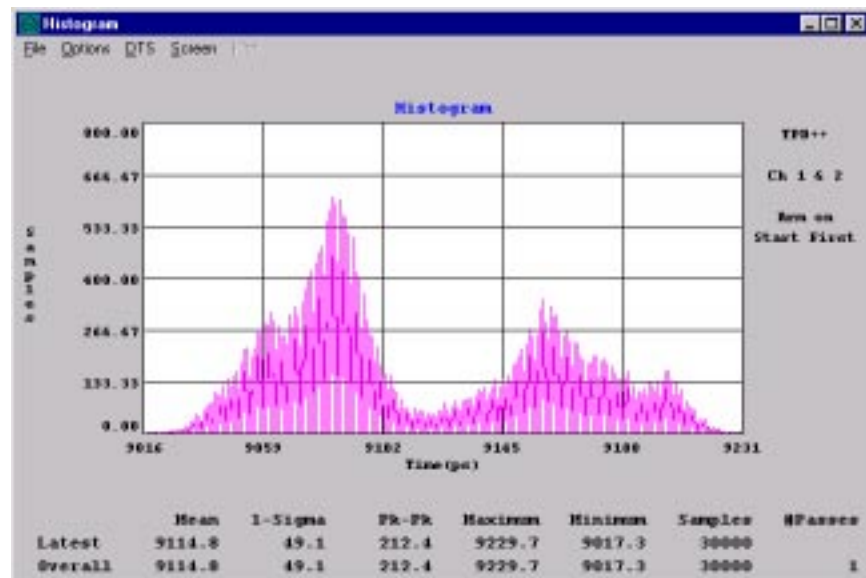 Histogram
File Options DTS Screen
Histogram
800.00
666.67
533.33
400.00
266.67
133.33
0.00
Samples
9016 9059 9102 9145 9188 9231
Time(ps)
TPD++
Ch 1 & 2
Arm on
Start First
Mean 1-Sigma Pk-Pk Maximum Minimum Samples #Passes
Latest 9114.8 49.1 212.4 9229.7 9017.3 30000
Overall 9114.8 49.1 212.4 9229.7 9017.3 30000 1